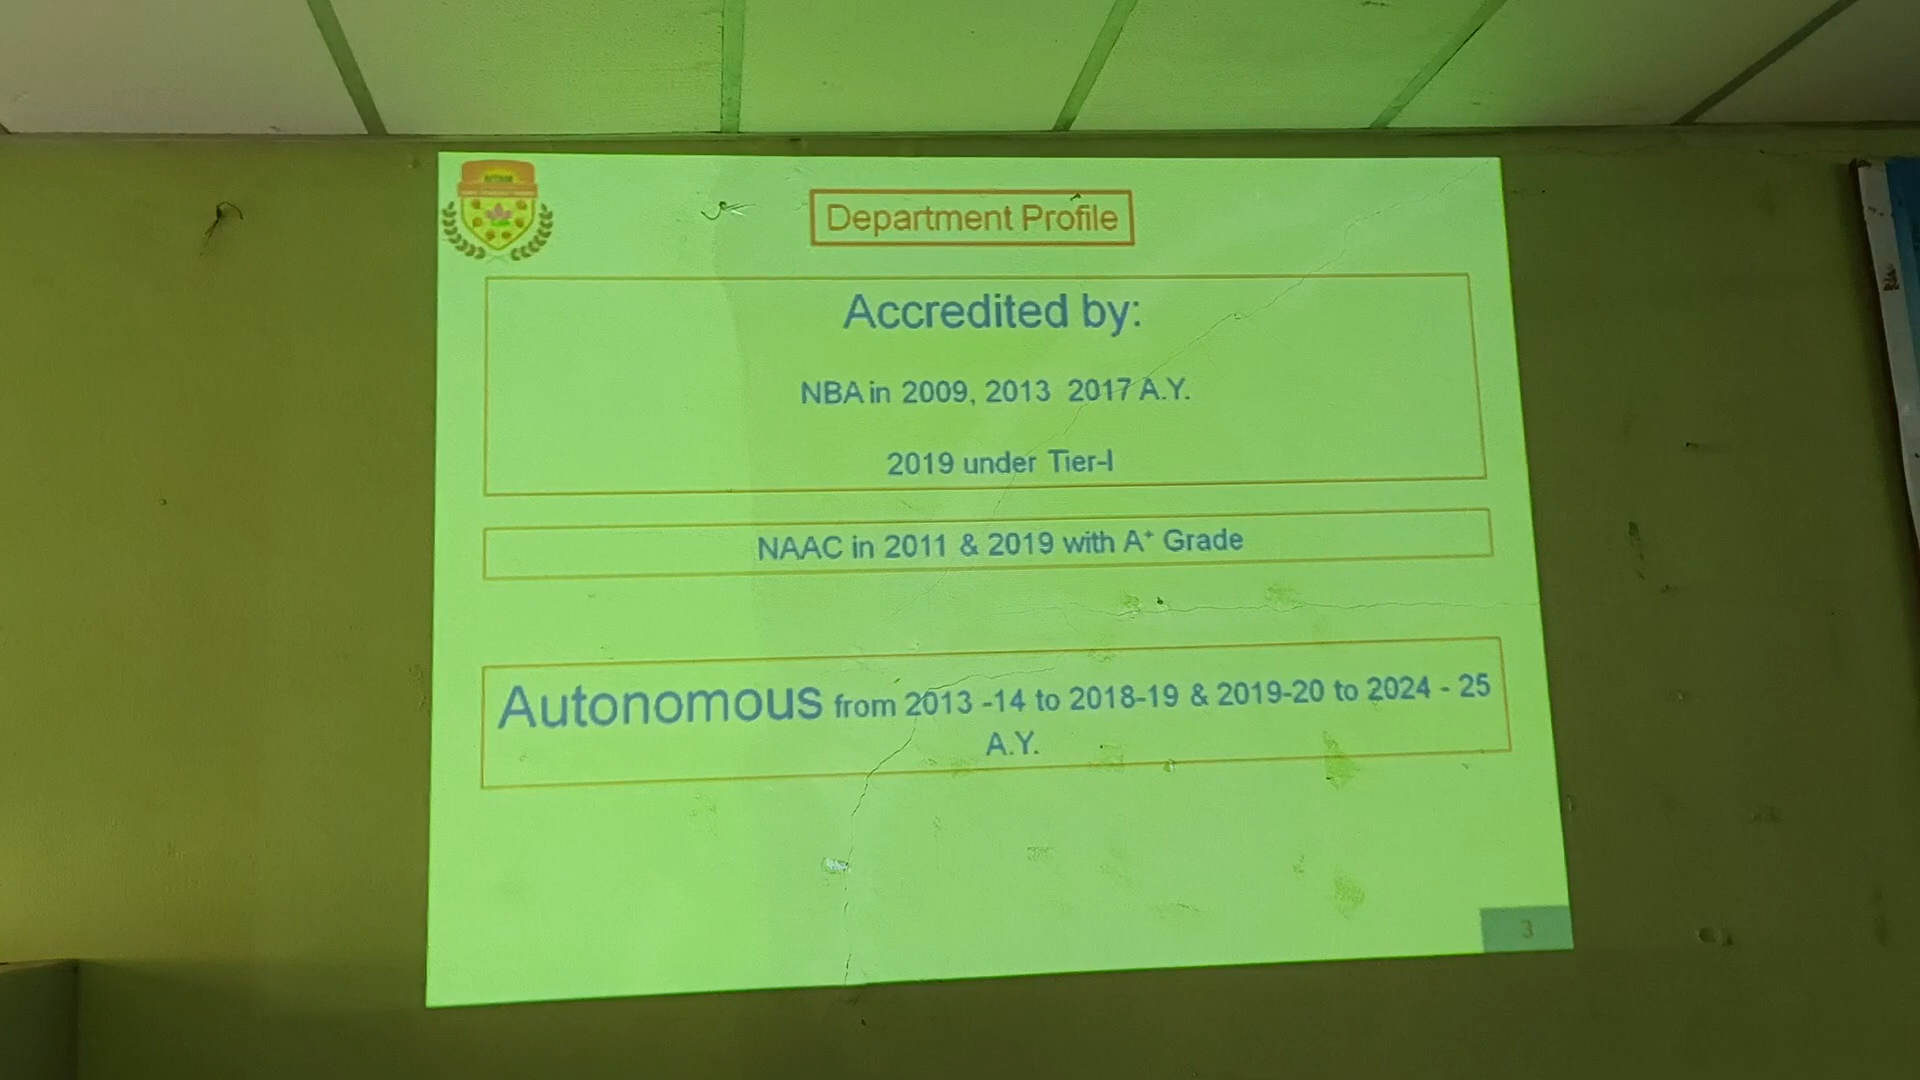 Department Profile
Accredited by:
NBA in 2009, 2013  2017 A.Y.
2019 under Tier-I
NAAC in 2011 & 2019 with A⁺ Grade
Autonomous from 2013 -14 to 2018-19 & 2019-20 to 2024 - 25
A.Y.
3